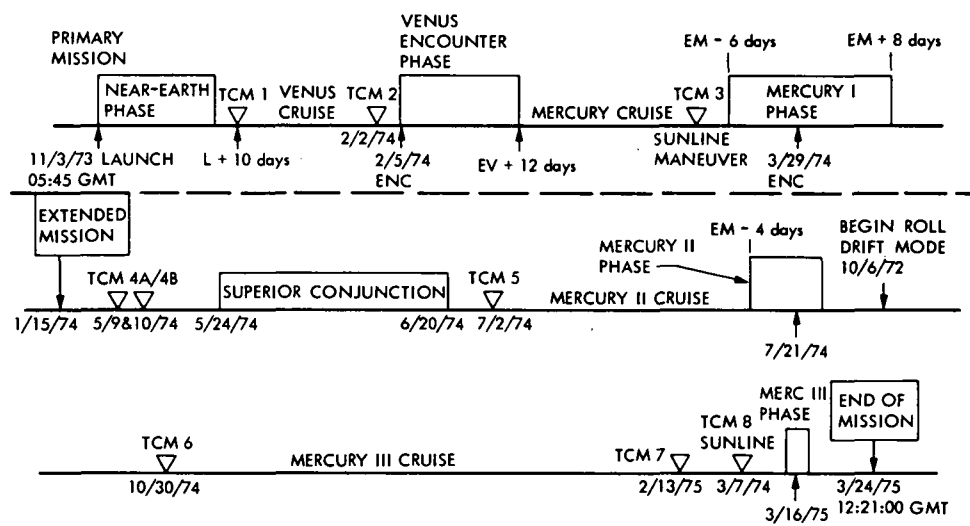 PRIMARY
MISSION
NEAR-EARTH
PHASE
TCM 1
VENUS
CRUISE
TCM 2
VENUS
ENCOUNTER
PHASE
MERCURY CRUISE
TCM 3
EM - 6 days
EM + 8 days
MERCURY I
PHASE
11/3/73 LAUNCH
05:45 GMT
L + 10 days
2/2/74
2/5/74
ENC
EV + 12 days
SUNLINE
MANEUVER
3/29/74
ENC
EXTENDED
MISSION
TCM 4A/4B
SUPERIOR CONJUNCTION
TCM 5
MERCURY II CRUISE
MERCURY II
PHASE
EM - 4 days
BEGIN ROLL
DRIFT MODE
10/6/72
1/15/74
5/9&10/74
5/24/74
6/20/74
7/2/74
7/21/74
TCM 6
MERCURY III CRUISE
TCM 7
TCM 8
SUNLINE
MERC III
PHASE
END OF
MISSION
10/30/74
2/13/75
3/7/74
3/16/75
3/24/75
12:21:00 GMT